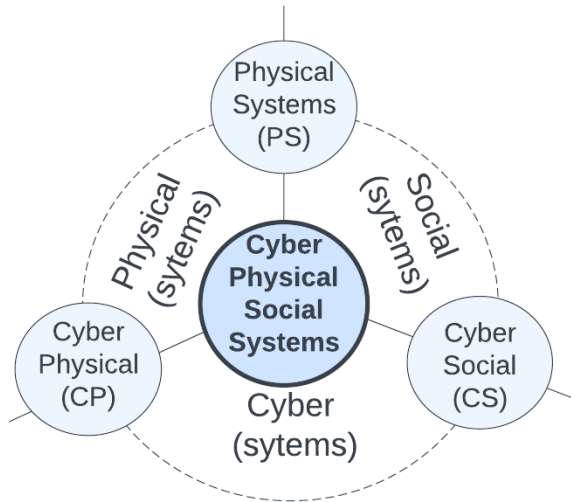 Physical
Systems
(PS)
Physical
(sytems)
Social
(sytems)
Cyber
Physical
Social
Systems
Cyber
Physical
(CP)
Cyber
Social
(CS)
Cyber
(sytems)